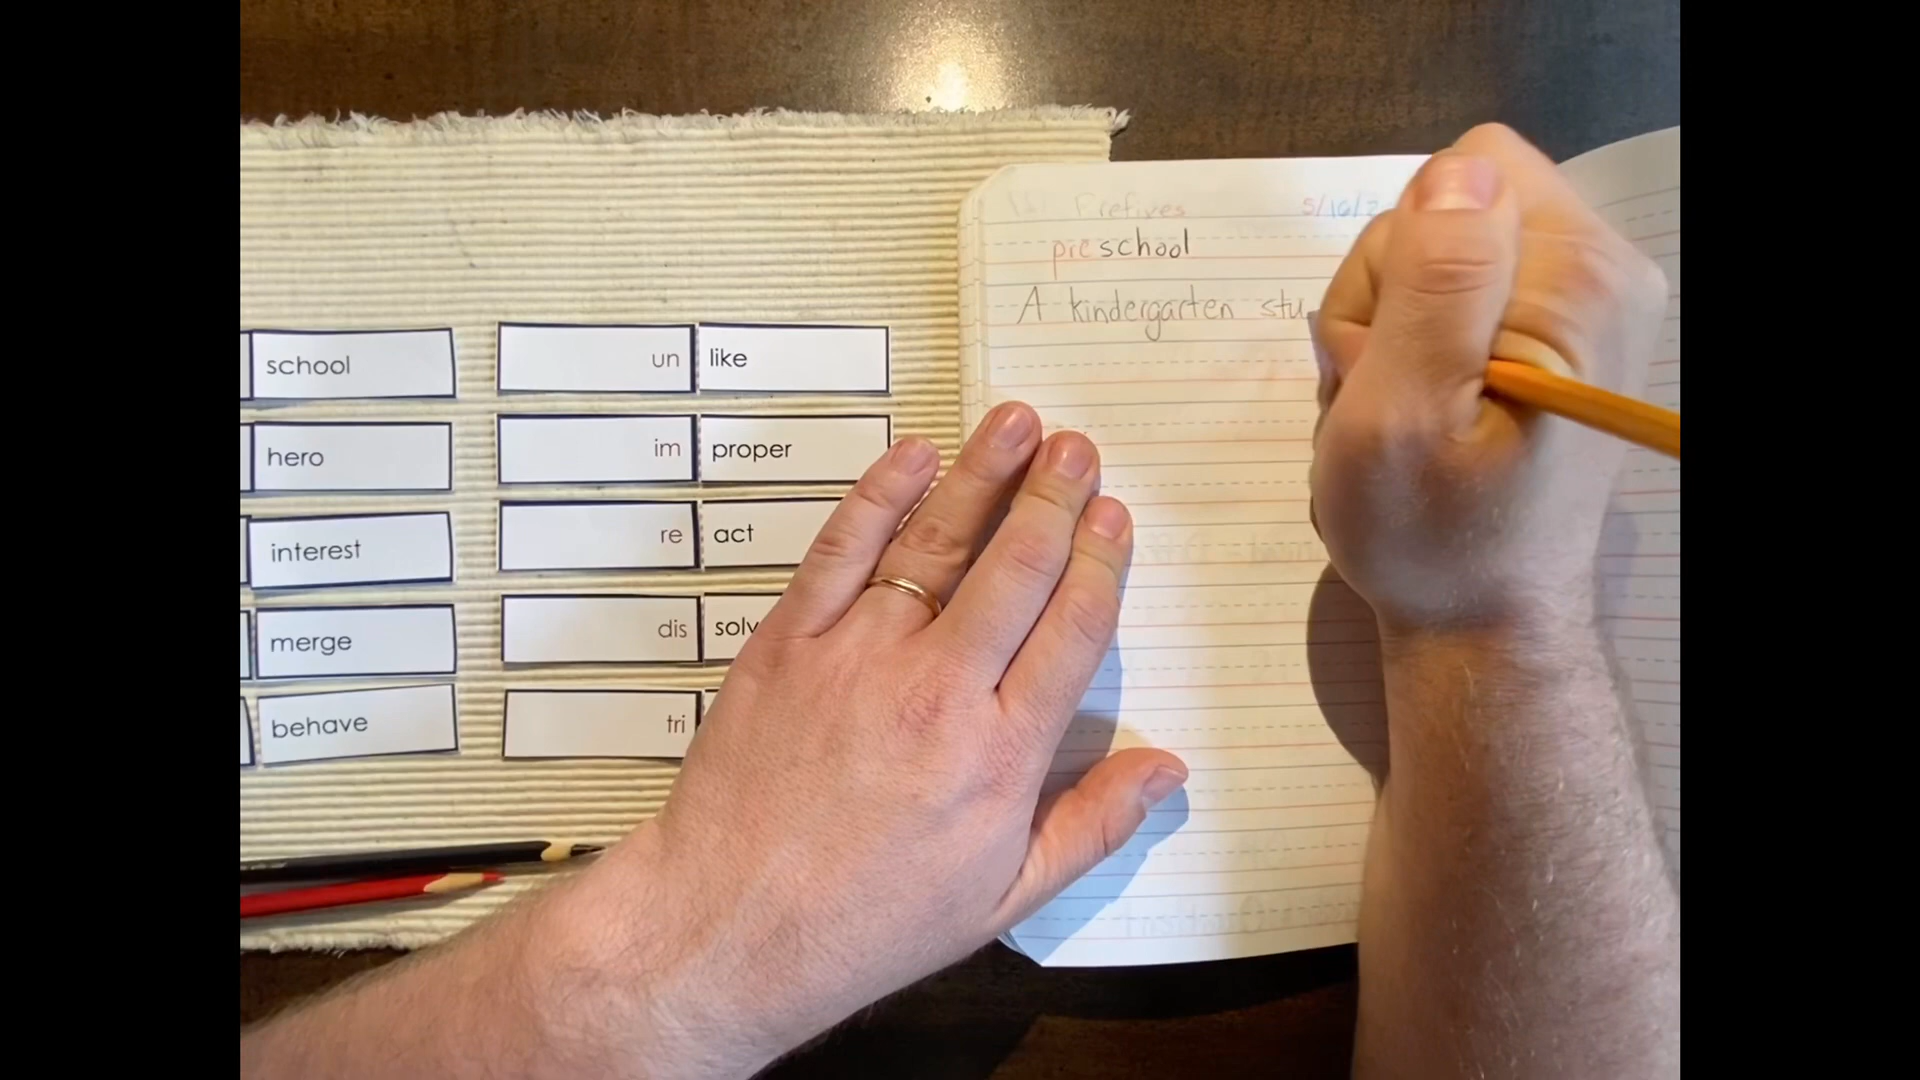 Prefixes 5/16/2
preschool
A kindergarten stu
school
hero
interest
merge
behave
un like
im proper
re act
dis solv
tri